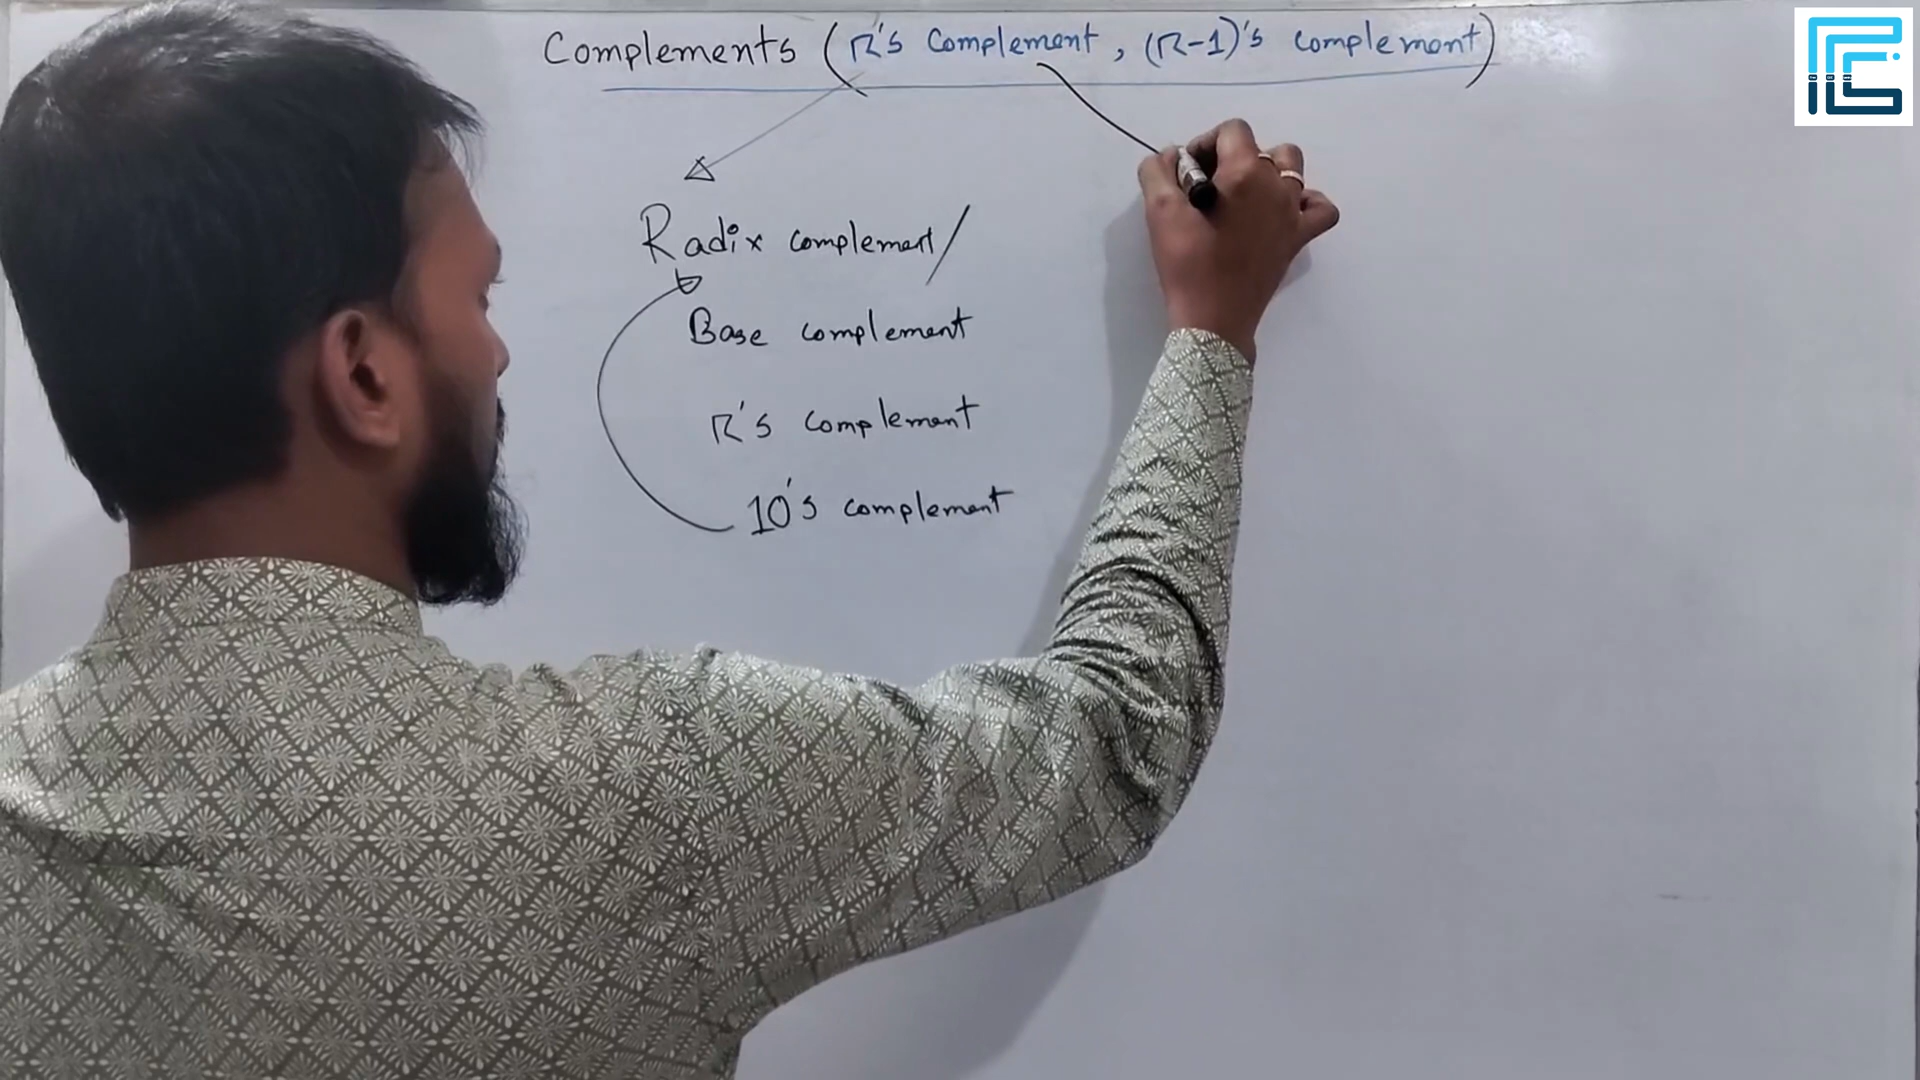 Complements (R's Complement, (R-1)'s complement)
Radix complement/
Base complement
R's complement
10's complement